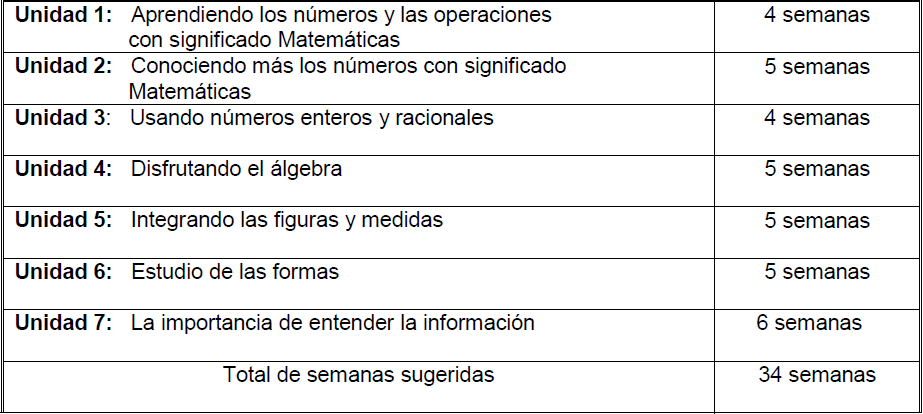 Unidad 1: Aprendiendo los números y las operaciones 4 semanas
con significado Matemáticas
Unidad 2: Conociendo más los números con significado 5 semanas
Matemáticas
Unidad 3: Usando números enteros y racionales 4 semanas
Unidad 4: Disfrutando el álgebra 5 semanas
Unidad 5: Integrando las figuras y medidas 5 semanas
Unidad 6: Estudio de las formas 5 semanas
Unidad 7: La importancia de entender la información 6 semanas
Total de semanas sugeridas 34 semanas